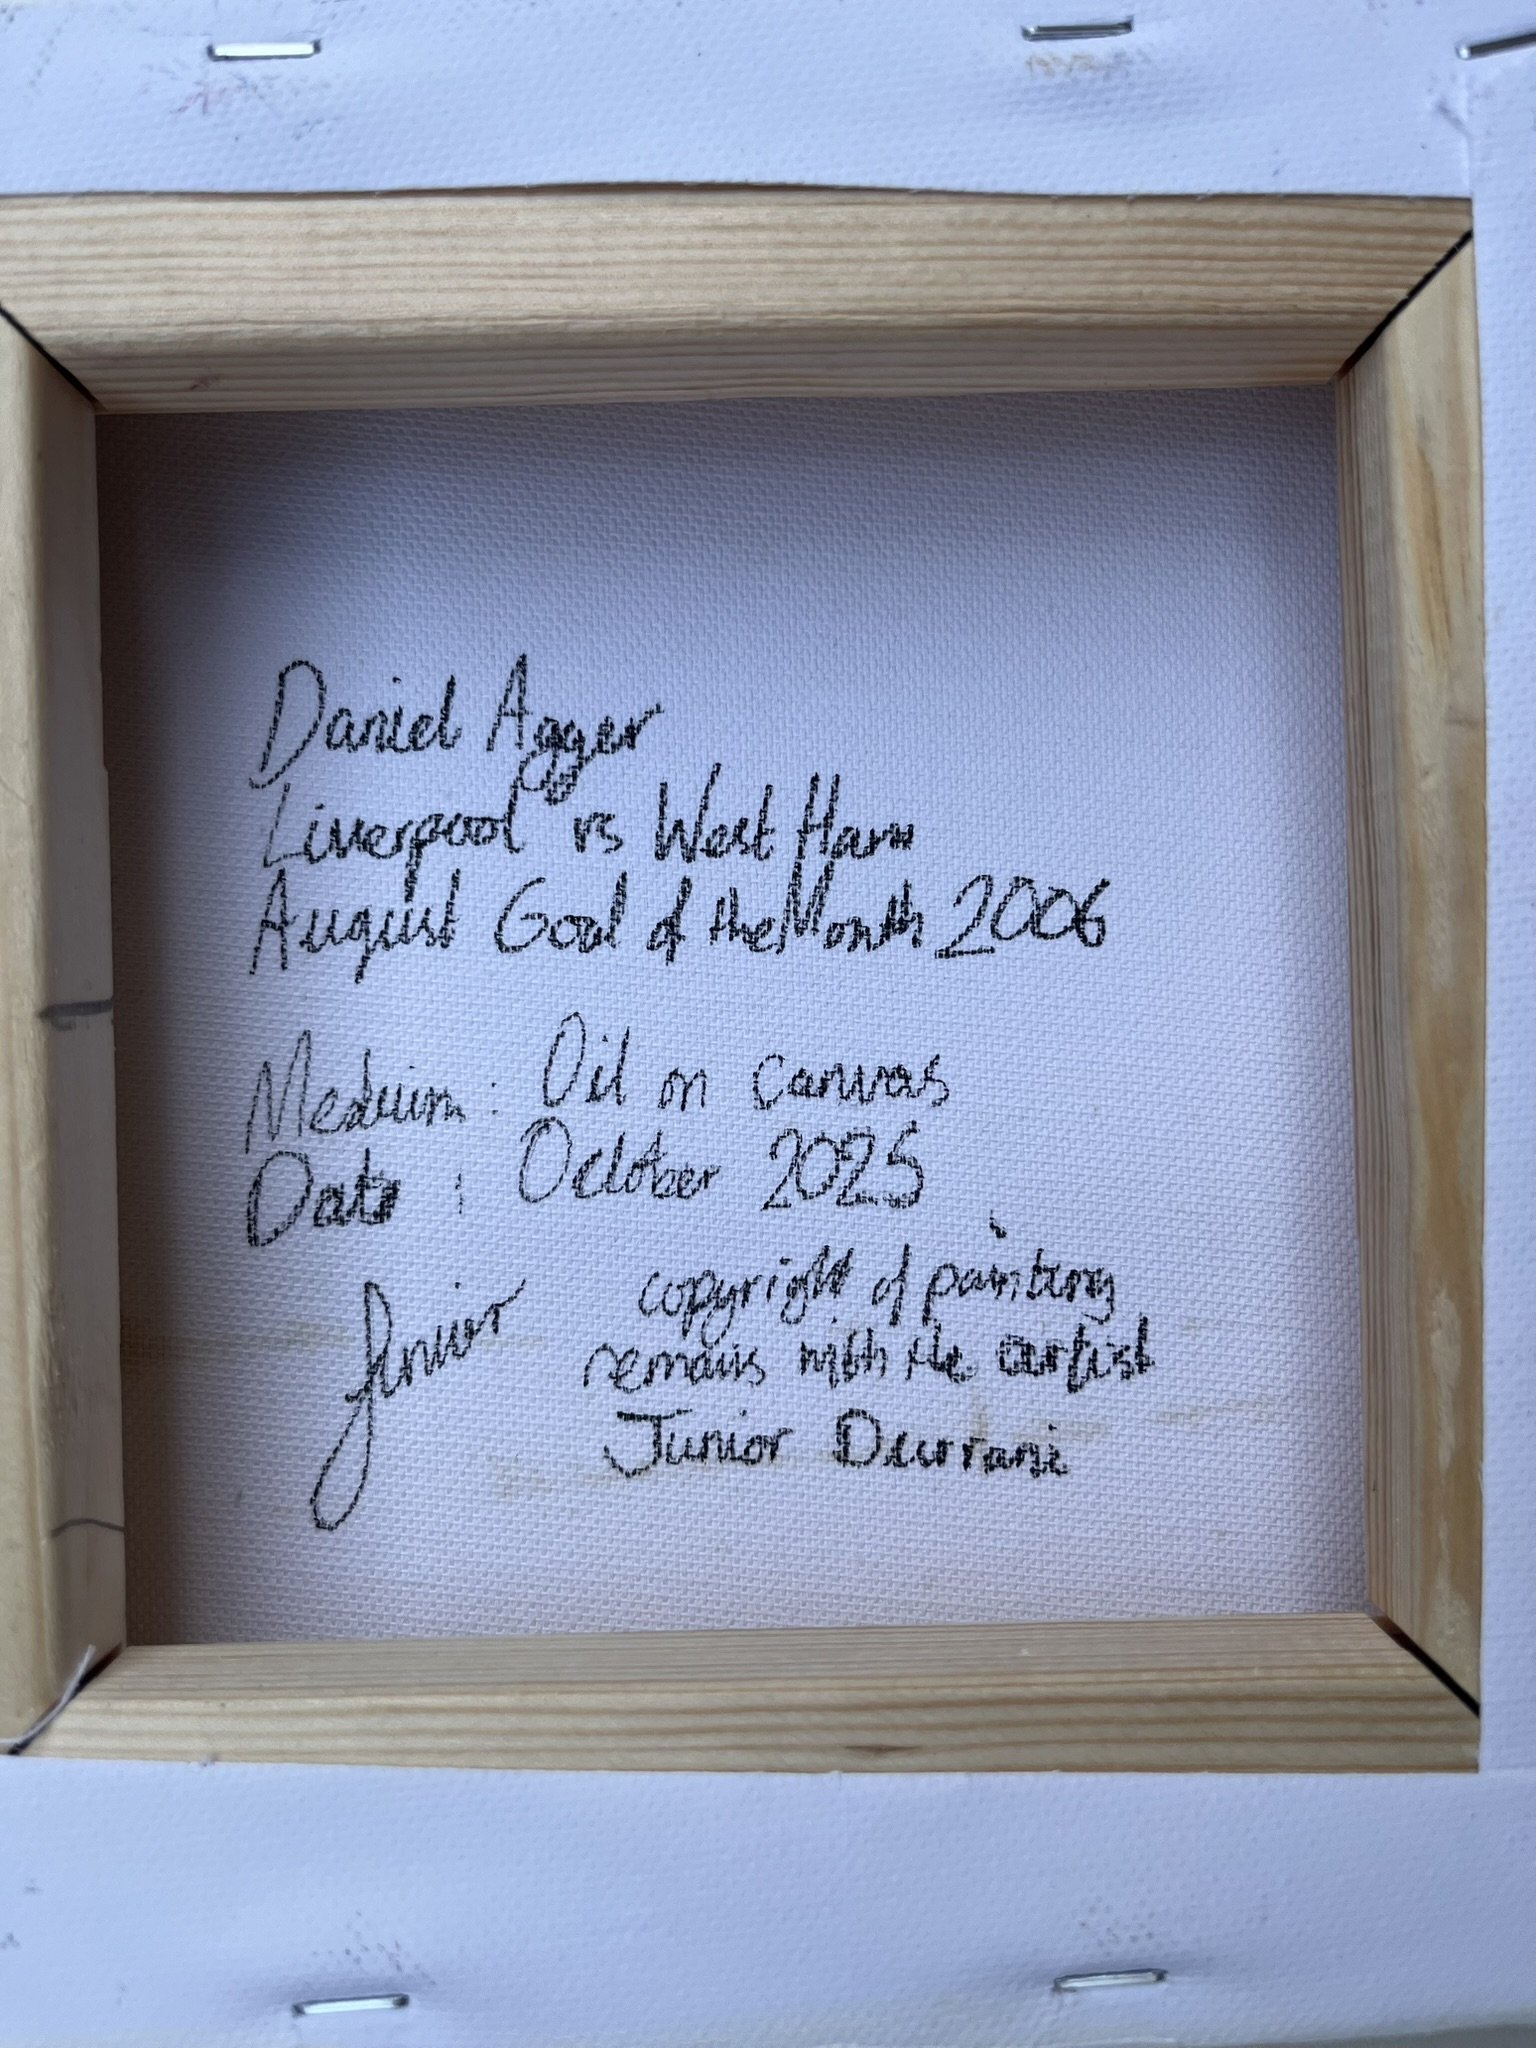 Daniel Agger
Liverpool vs West Ham
August Goal of the Month 2006
Medium: Oil on canvas
Date: October 2025
Junior
copyright of painting
remains with the artist
Junior Durrani